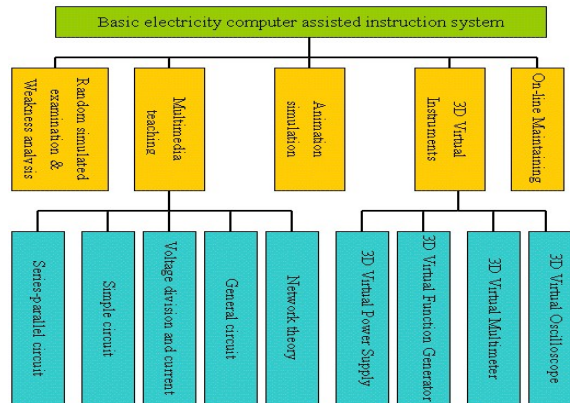 Basic electricity computer assisted instruction system
Random simulated
examination &
Weakness analysis
Multimedia
teaching
Animation
simulation
3D Virtual
Instruments
On-line Maintaining
Series-parallel circuit
Simple circuit
Voltage division and current
General circuit
Network theory
3D Virtual Power Supply
3D Virtual Function Generator
3D Virtual Multimeter
3D Virtual Oscilloscope